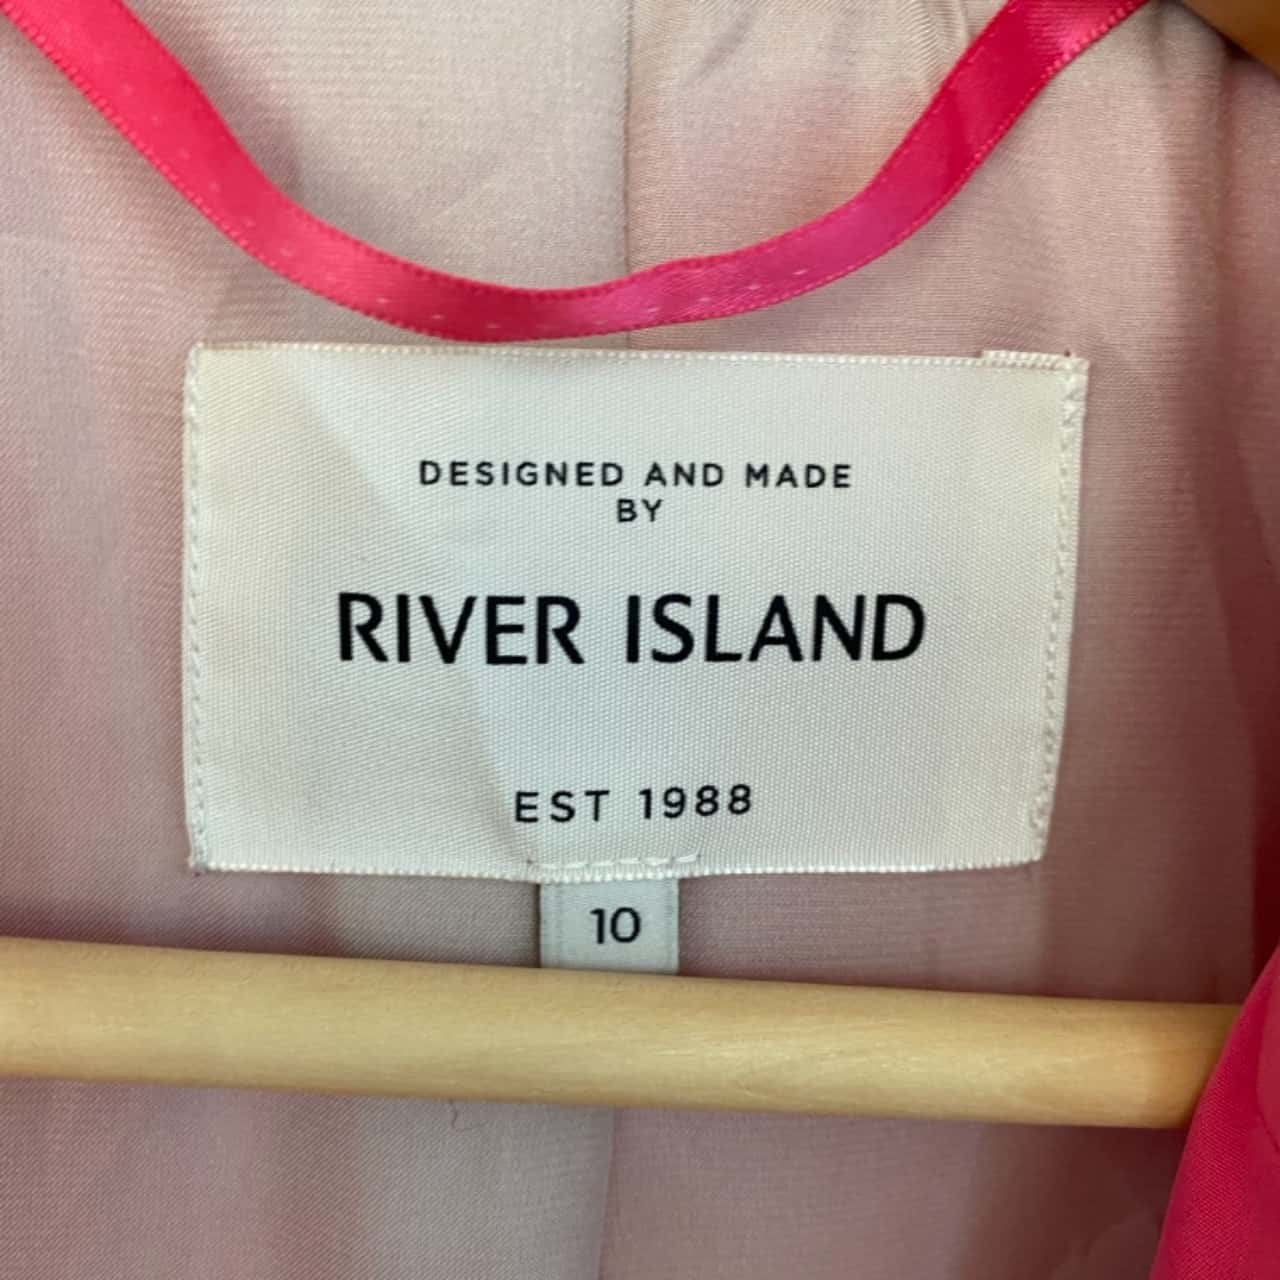 DESIGNED AND MADE
BY
RIVER ISLAND
EST 1988
10